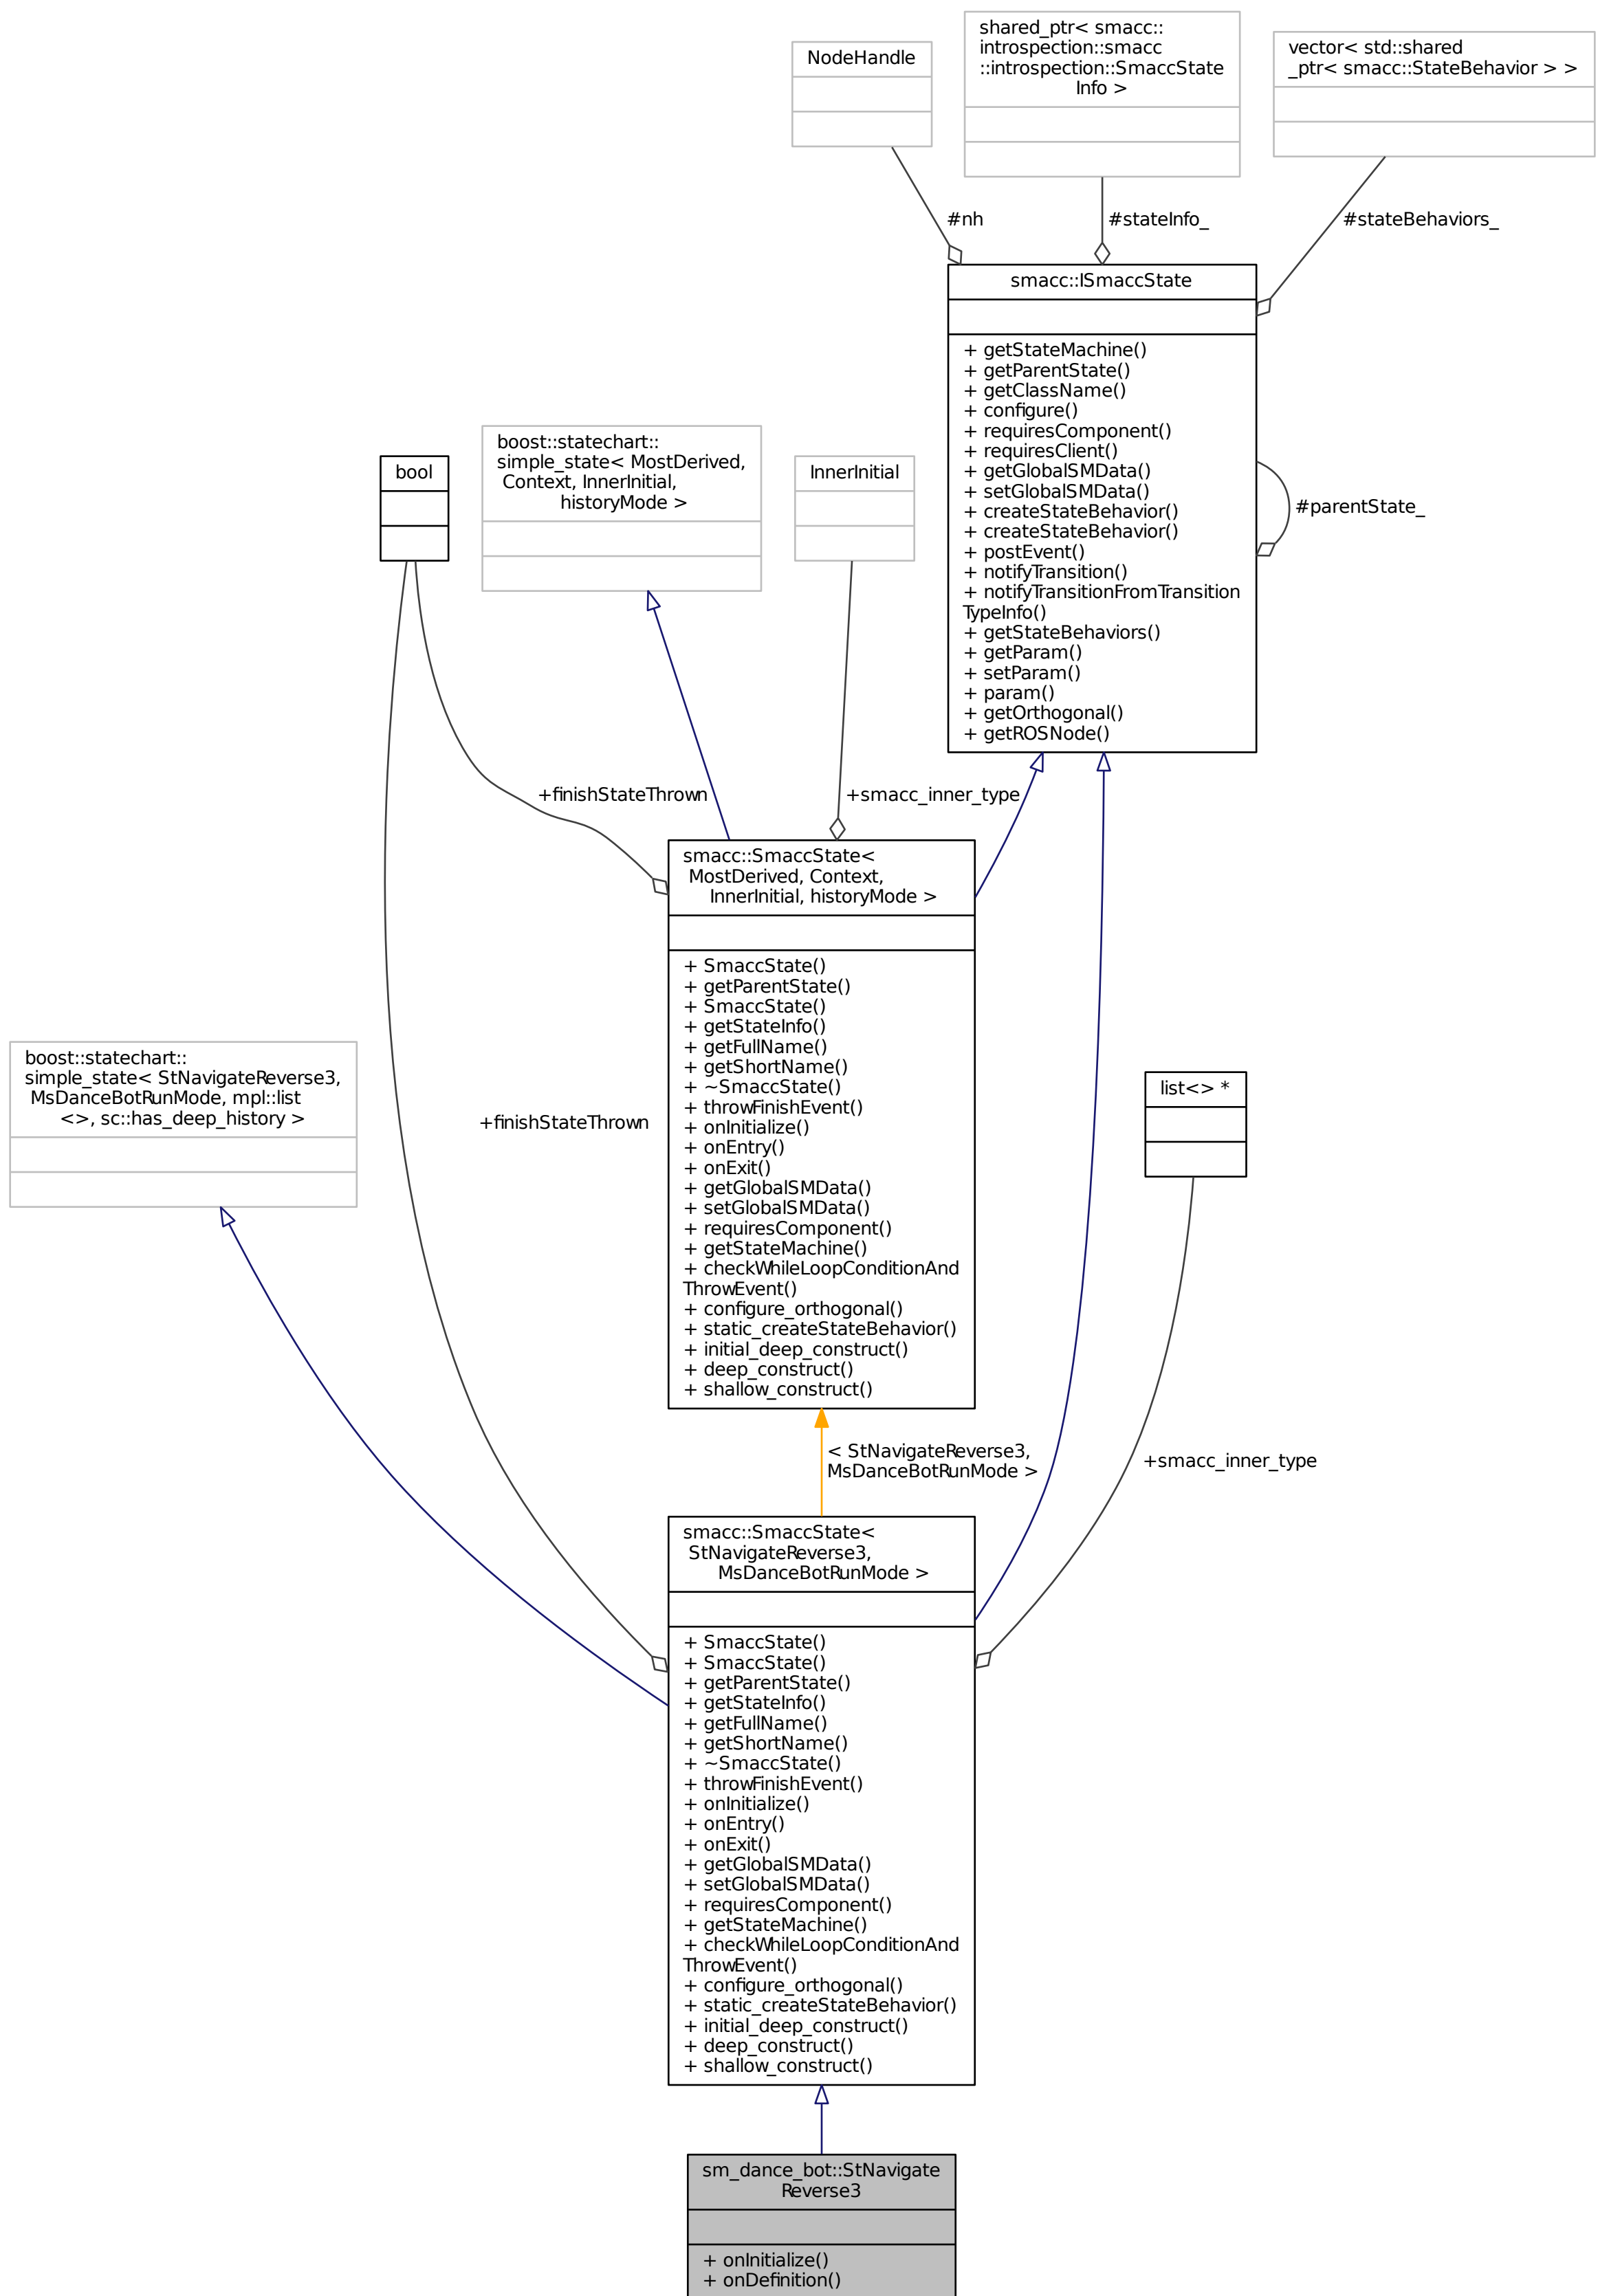 shared_ptr< smacc::
introspection::smacc
::introspection::SmaccState
Info >
NodeHandle
vector< std::shared
_ptr< smacc::StateBehavior > >
#nh
#stateInfo_
#stateBehaviors_
smacc::ISmaccState
+ getStateMachine()
+ getParentState()
+ getClassName()
+ configure()
+ requiresComponent()
+ requiresClient()
+ getGlobalSMData()
+ setGlobalSMData()
+ createStateBehavior()
+ createStateBehavior()
+ postEvent()
+ notifyTransition()
+ notifyTransitionFromTransition
TypeInfo()
+ getStateBehaviors()
+ getParam()
+ setParam()
+ param()
+ getOrthogonal()
+ getROSNode()
#parentState_
boost::statechart::
simple_state< MostDerived,
Context, InnerInitial,
historyMode >
bool
InnerInitial
+finishStateThrown
+smacc_inner_type
smacc::SmaccState<
MostDerived, Context,
InnerInitial, historyMode >
+ SmaccState()
+ getParentState()
+ SmaccState()
+ getStateInfo()
+ getFullName()
+ getShortName()
+ ~SmaccState()
+ throwFinishEvent()
+ onInitialize()
+ onEntry()
+ onExit()
+ getGlobalSMData()
+ setGlobalSMData()
+ requiresComponent()
+ getStateMachine()
+ checkWhileLoopConditionAnd
ThrowEvent()
+ configure_orthogonal()
+ static_createStateBehavior()
+ initial_deep_construct()
+ deep_construct()
+ shallow_construct()
boost::statechart::
simple_state< StNavigateReverse3,
MsDanceBotRunMode, mpl::list
<>, sc::has_deep_history >
+finishStateThrown
list<> *
< StNavigateReverse3,
MsDanceBotRunMode >
+smacc_inner_type
smacc::SmaccState<
StNavigateReverse3,
MsDanceBotRunMode >
+ SmaccState()
+ SmaccState()
+ getParentState()
+ getStateInfo()
+ getFullName()
+ getShortName()
+ ~SmaccState()
+ throwFinishEvent()
+ onInitialize()
+ onEntry()
+ onExit()
+ getGlobalSMData()
+ setGlobalSMData()
+ requiresComponent()
+ getStateMachine()
+ checkWhileLoopConditionAnd
ThrowEvent()
+ configure_orthogonal()
+ static_createStateBehavior()
+ initial_deep_construct()
+ deep_construct()
+ shallow_construct()
sm_dance_bot::StNavigate
Reverse3
+ onInitialize()
+ onDefinition()